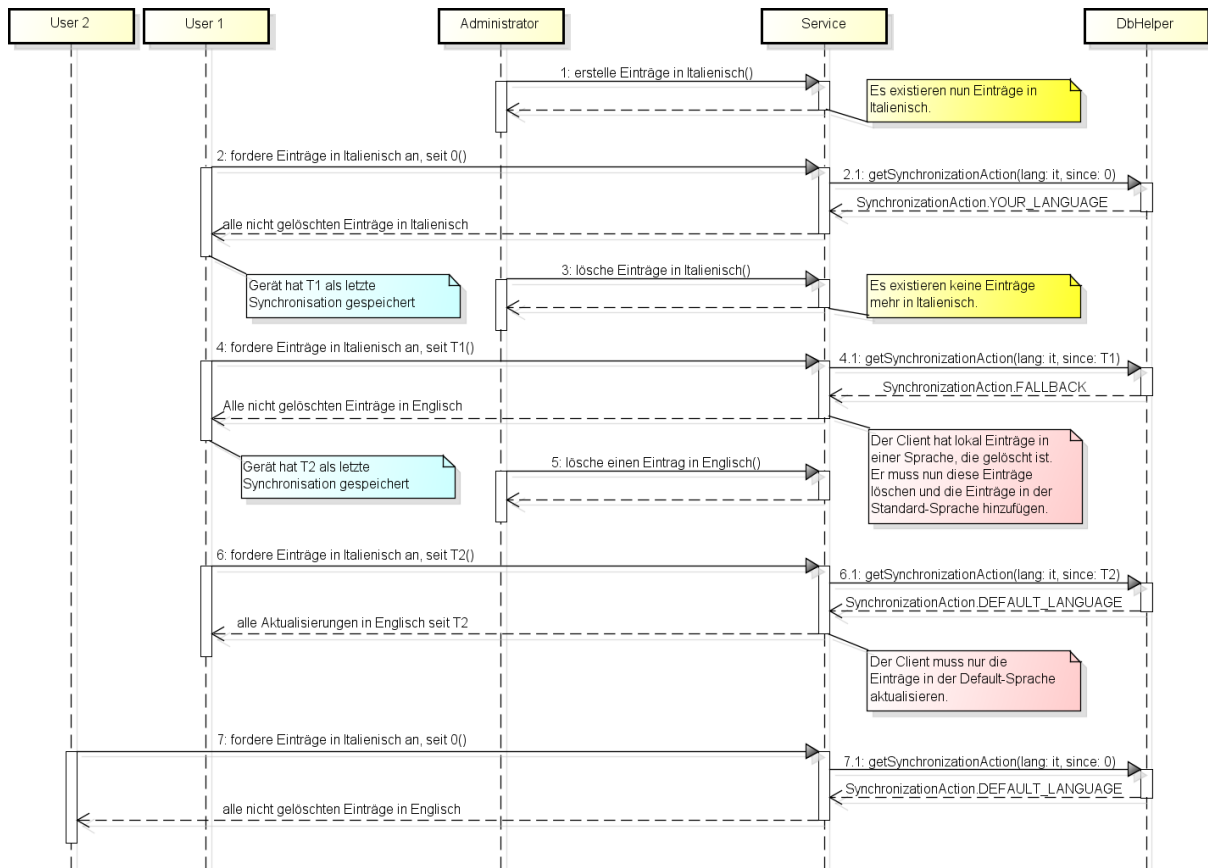 User 2
User 1
Administrator
Service
DbHelper
1: erstelle Einträge in Italienisch()
Es existieren nun Einträge in
Italienisch.
2: fordere Einträge in Italienisch an, seit 0()
2.1: getSynchronizationAction(lang: it, since: 0)
SynchronizationAction.YOUR_LANGUAGE
alle nicht gelöschten Einträge in Italienisch
Gerät hat T1 als letzte
Synchronisation gespeichert
3: lösche Einträge in Italienisch()
Es existieren keine Einträge
mehr in Italienisch.
4: fordere Einträge in Italienisch an, seit T1()
4.1: getSynchronizationAction(lang: it, since: T1)
SynchronizationAction.FALLBACK
Alle nicht gelöschten Einträge in Englisch
Der Client hat lokal Einträge in
einer Sprache, die gelöscht ist.
Er muss nun diese Einträge
löschen und die Einträge in der
Standard-Sprache hinzufügen.
Gerät hat T2 als letzte
Synchronisation gespeichert
5: lösche einen Eintrag in Englisch()
6: fordere Einträge in Italienisch an, seit T2()
6.1: getSynchronizationAction(lang: it, since: T2)
SynchronizationAction.DEFAULT_LANGUAGE
alle Aktualisierungen in Englisch seit T2
Der Client muss nur die
Einträge in der Default-Sprache
aktualisieren.
7: fordere Einträge in Italienisch an, seit 0()
7.1: getSynchronizationAction(lang: it, since: 0)
SynchronizationAction.DEFAULT_LANGUAGE
alle nicht gelöschten Einträge in Englisch